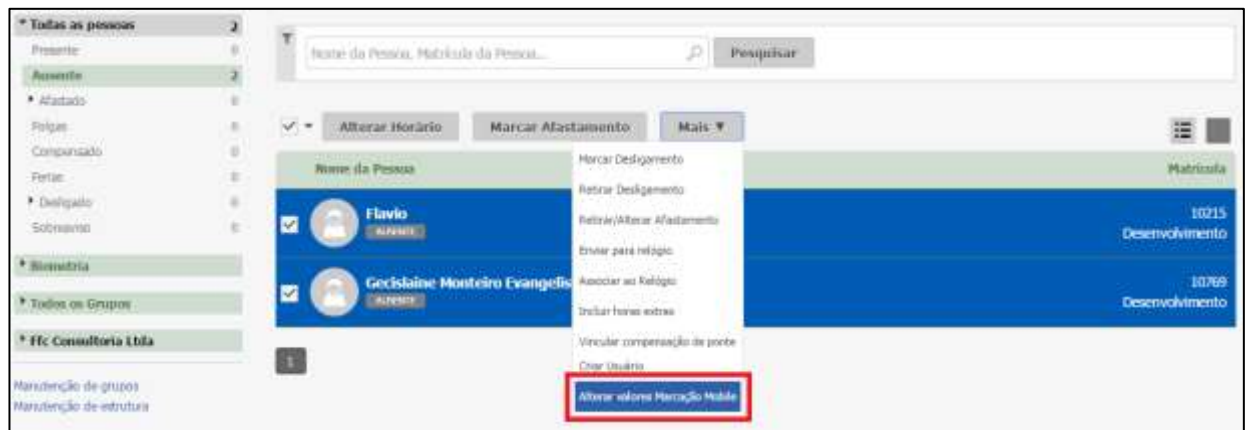 Todas as pessoas 2
Presente 0
Ausente 2
Afastado 0
Folgas 0
Compensado 0
Ferias 0
Desligado 0
Sobreaviso 0
Biometria
Todos os Grupos
Ffc Consultoria Ltda
Manutenção de grupos
Manutenção de estrutura
Nome da Pessoa, Matrícula da Pessoa...
Pesquisar
Alterar Horário Marcar Afastamento Mais ▼
Nome da Pessoa Matrícula
Flavio 10215
AUSENTE Desenvolvimento
Gecislaine Monteiro Evangelis 10769
AUSENTE Desenvolvimento
Marcar Desligamento
Retirar Desligamento
Retirar/Alterar Afastamento
Enviar para relógio
Associar ao Relógio
Incluir horas extras
Vincular compensação de ponte
Criar Usuário
Alterar valores Marcação Mobile
1